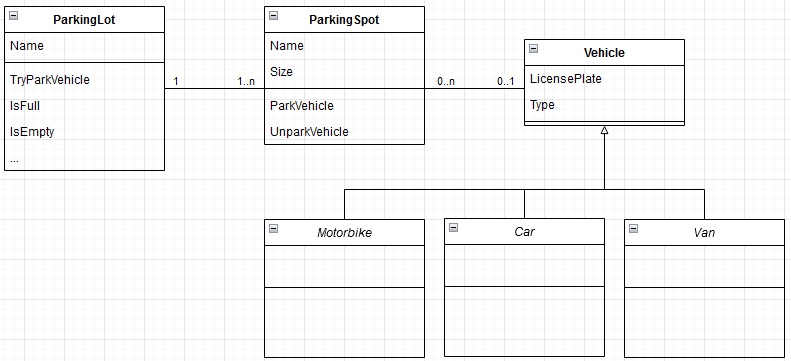 ParkingLot
Name
TryParkVehicle
IsFull
IsEmpty
...
1
1..n
ParkingSpot
Name
Size
ParkVehicle
UnparkVehicle
0..n
0..1
Vehicle
LicensePlate
Type
Motorbike
Car
Van